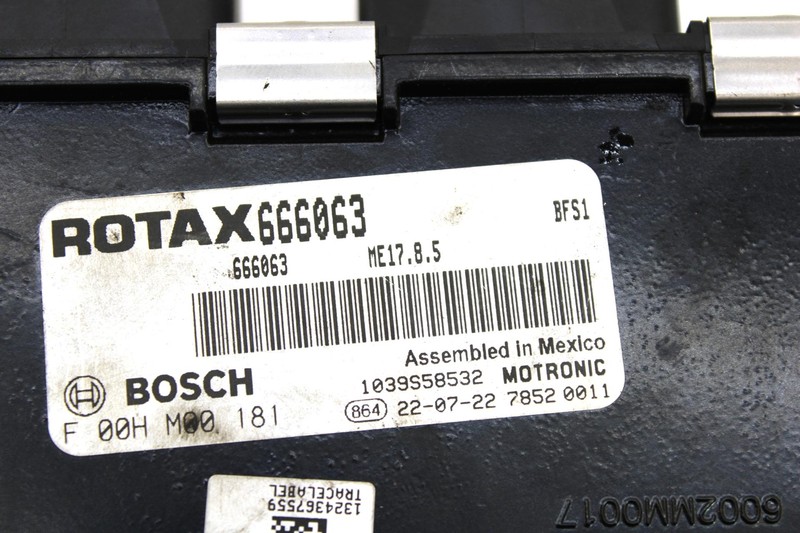 ROTAX666063 BFS1
666063 ME17.8.5
Assembled in Mexico
BOSCH 1039S58532 MOTRONIC
F 00H M00 181 864 22-07-22 7852 0011
1324367559
TRACELABEL
6002MM0017